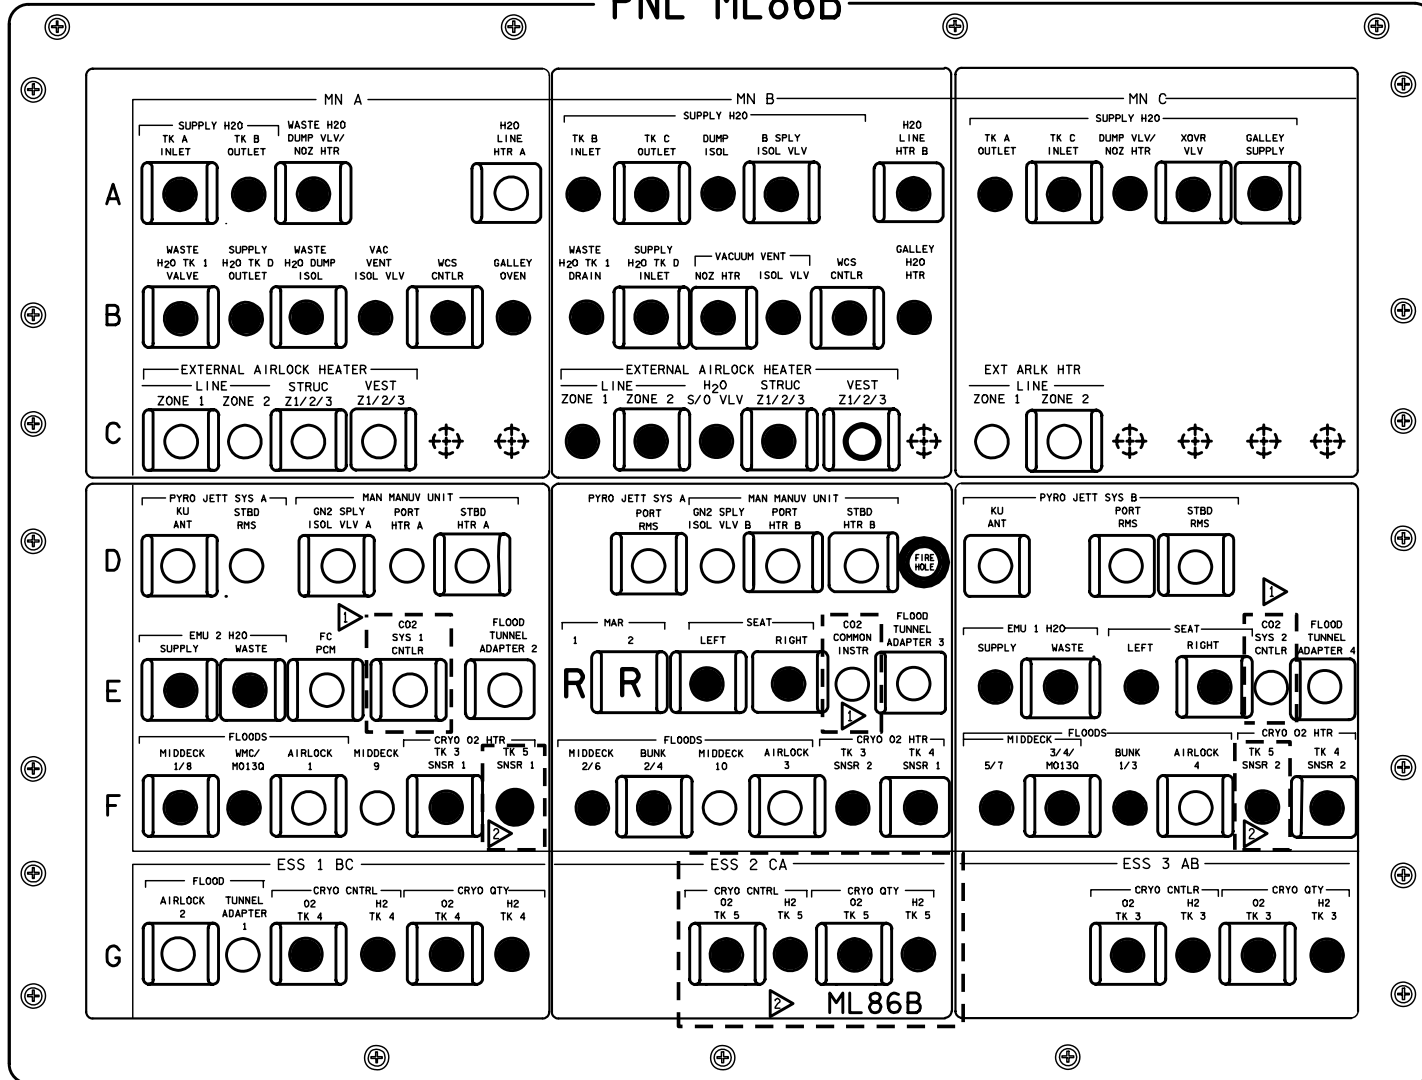 PNL ML86B
MN A
MN B
MN C
SUPPLY H2O
WASTE H2O
DUMP VLV/
NOZ HTR
H2O
LINE
HTR A
TK A
INLET
TK B
OUTLET
SUPPLY H2O
TK B
INLET
TK C
OUTLET
DUMP
ISOL
B SPLY
ISOL VLV
H2O
LINE
HTR B
SUPPLY H2O
TK A
OUTLET
TK C
INLET
DUMP VLV/
NOZ HTR
XOVR
VLV
GALLEY
SUPPLY
A
WASTE
H2O TK 1
VALVE
SUPPLY
H2O TK D
OUTLET
WASTE
H2O DUMP
ISOL
VAC
VENT
ISOL VLV
WCS
CNTLR
GALLEY
OVEN
WASTE
H2O TK 1
DRAIN
SUPPLY
H2O TK D
INLET
VACUUM VENT
NOZ HTR
ISOL VLV
WCS
CNTLR
GALLEY
H2O
HTR
B
EXTERNAL AIRLOCK HEATER
LINE
ZONE 1
ZONE 2
STRUC
Z1/2/3
VEST
Z1/2/3
EXTERNAL AIRLOCK HEATER
LINE
ZONE 1
ZONE 2
H2O
S/O VLV
STRUC
Z1/2/3
VEST
Z1/2/3
EXT ARLK HTR
LINE
ZONE 1
ZONE 2
C
PYRO JETT SYS A
KU
ANT
STBD
RMS
MAN MANUV UNIT
GN2 SPLY
ISOL VLV A
PORT
HTR A
STBD
HTR A
PYRO JETT SYS A
PORT
RMS
MAN MANUV UNIT
GN2 SPLY
ISOL VLV B
PORT
HTR B
STBD
HTR B
FIRE
HOLE
PYRO JETT SYS B
KU
ANT
PORT
RMS
STBD
RMS
D
1
EMU 2 H2O
SUPPLY
WASTE
FC
PCM
CO2
SYS 1
CNTLR
FLOOD
TUNNEL
ADAPTER 2
MAR
1
2
R
R
SEAT
LEFT
RIGHT
CO2
COMMON
INSTR
1
FLOOD
TUNNEL
ADAPTER 3
1
EMU 1 H2O
SUPPLY
WASTE
SEAT
LEFT
RIGHT
CO2
SYS 2
CNTLR
FLOOD
TUNNEL
ADAPTER 4
E
FLOODS
MIDDECK
1/8
WMC/
MO13Q
AIRLOCK
1
MIDDECK
9
CRYO O2 HTR
TK 3
SNSR 1
TK 5
SNSR 1
2
FLOODS
MIDDECK
2/6
BUNK
2/4
MIDDECK
10
AIRLOCK
3
CRYO O2 HTR
TK 3
SNSR 2
TK 4
SNSR 1
FLOODS
MIDDECK
5/7
3/4/
MO13Q
BUNK
1/3
AIRLOCK
4
CRYO O2 HTR
TK 5
SNSR 2
TK 4
SNSR 2
2
F
ESS 1 BC
ESS 2 CA
ESS 3 AB
FLOOD
AIRLOCK
2
TUNNEL
ADAPTER
1
CRYO CNTRL
O2
TK 4
H2
TK 4
CRYO QTY
O2
TK 4
H2
TK 4
CRYO CNTRL
O2
TK 5
H2
TK 5
CRYO QTY
O2
TK 5
H2
TK 5
CRYO CNTLR
O2
TK 3
H2
TK 3
CRYO QTY
O2
TK 3
H2
TK 3
G
2
ML86B